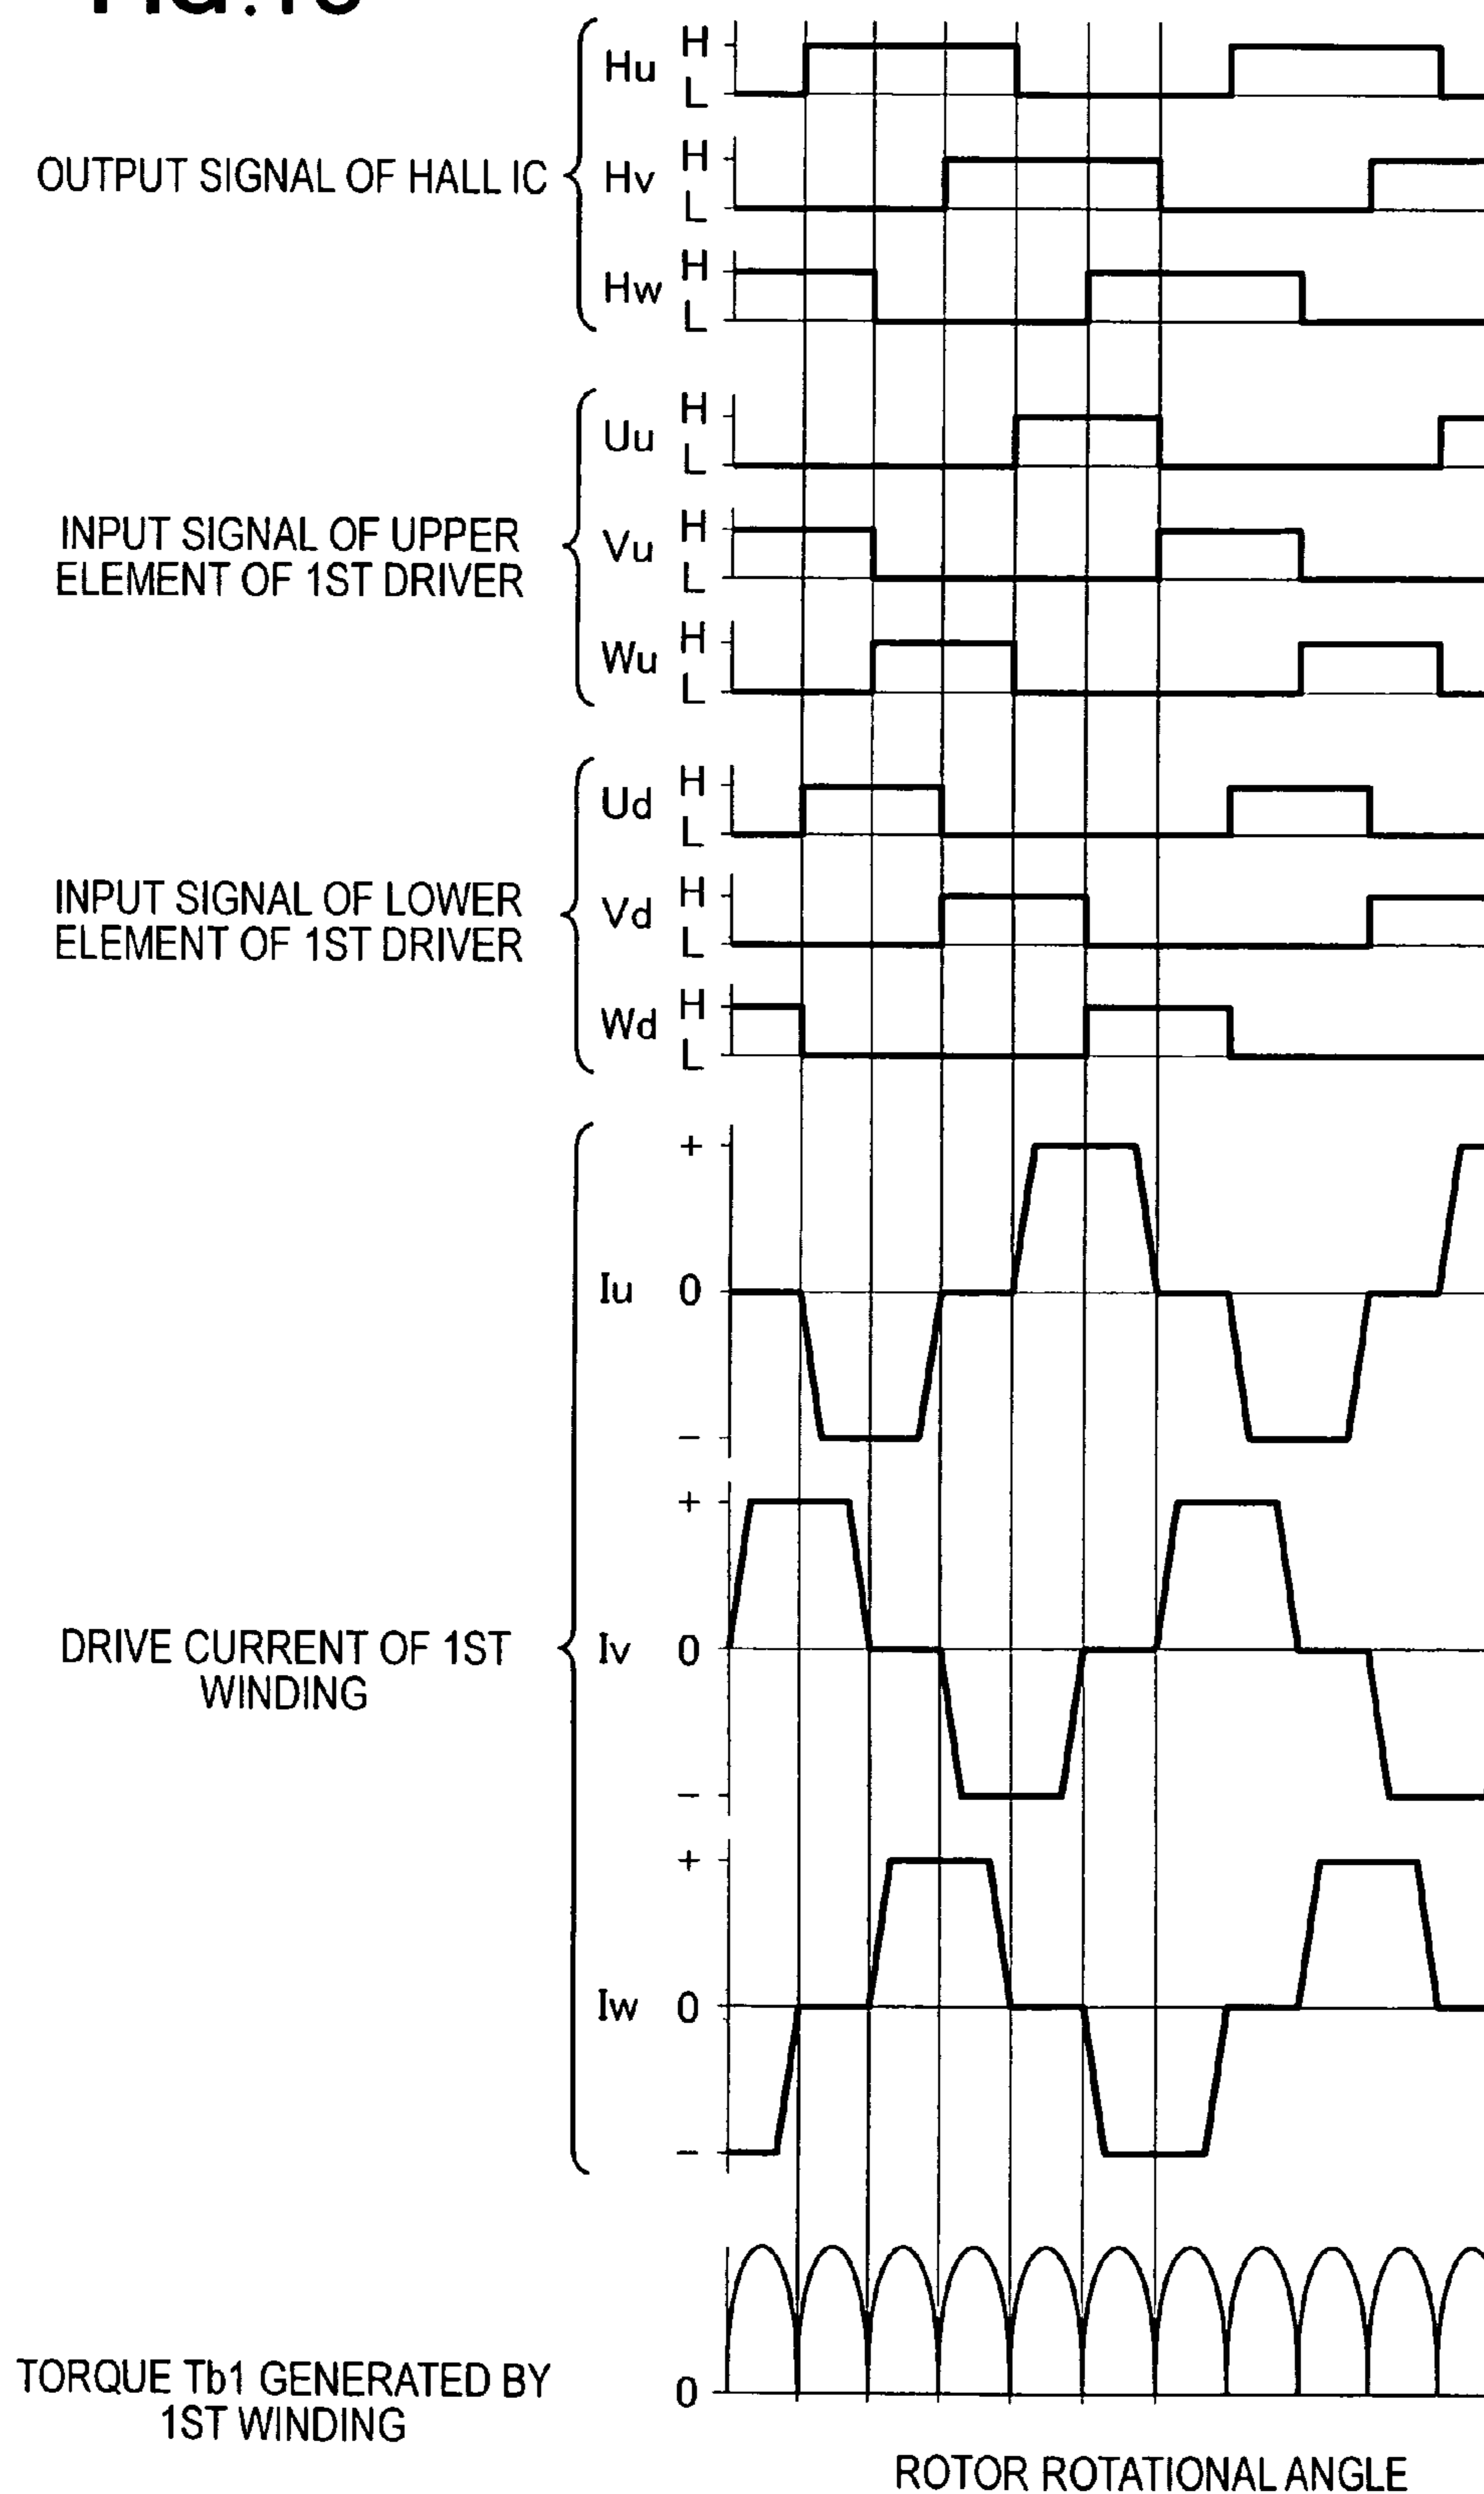 Hu H
L
OUTPUT SIGNAL OF HALL IC Hv H
L
Hw H
L
Uu H
L
INPUT SIGNAL OF UPPER
ELEMENT OF 1ST DRIVER
Vu H
L
Wu H
L
Ud H
L
INPUT SIGNAL OF LOWER
ELEMENT OF 1ST DRIVER
Vd H
L
Wd H
L
+
Iu 0
−
+
DRIVE CURRENT OF 1ST
WINDING
Iv 0
−
+
Iw 0
−
TORQUE Tb1 GENERATED BY
1ST WINDING
0
ROTOR ROTATIONAL ANGLE